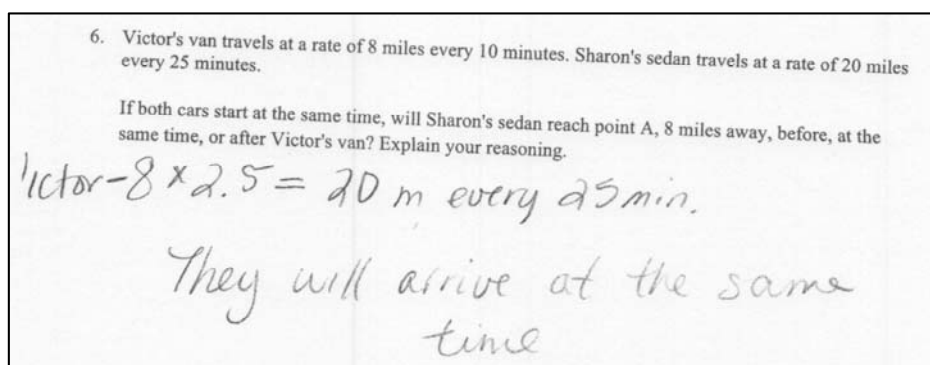 6. Victor's van travels at a rate of 8 miles every 10 minutes. Sharon's sedan travels at a rate of 20 miles
every 25 minutes.
If both cars start at the same time, will Sharon's sedan reach point A, 8 miles away, before, at the
same time, or after Victor's van? Explain your reasoning.
Victor-8 x 2.5 = 20 m every 25 min.
They will arrive at the same
time